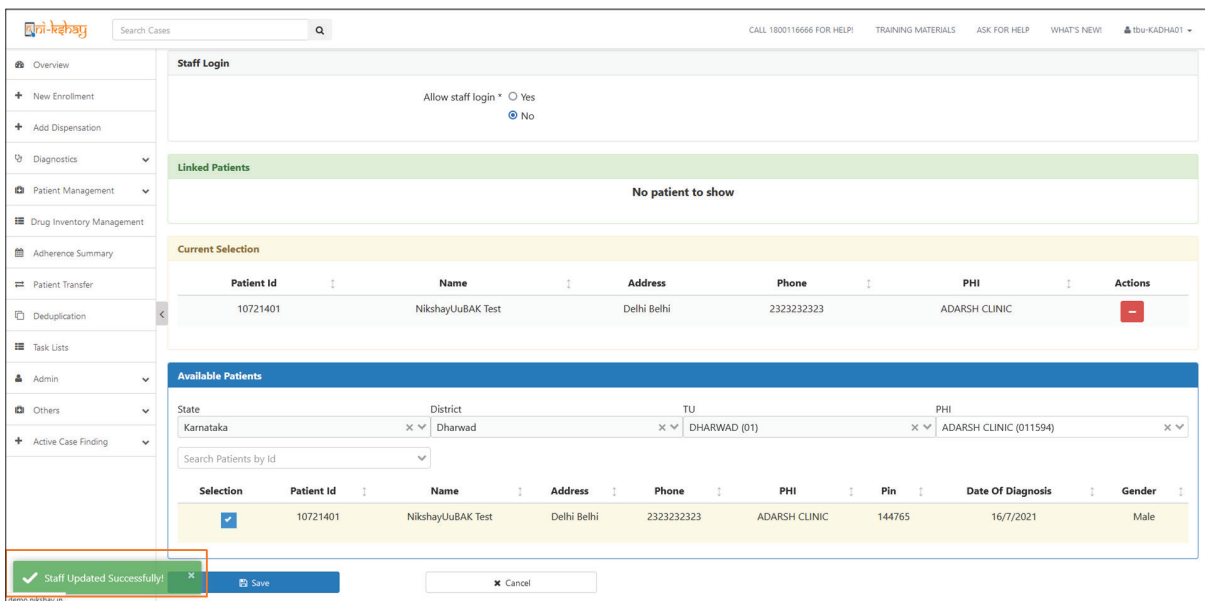 ni-kshay
Search Cases
CALL 1800116666 FOR HELP! TRAINING MATERIALS ASK FOR HELP WHAT'S NEW! tbu-KADHA01
Overview
New Enrollment
Add Dispensation
Diagnostics
Patient Management
Drug Inventory Management
Adherence Summary
Patient Transfer
Deduplication
Task Lists
Admin
Others
Active Case Finding
Staff Login
Allow staff login * Yes
No
Linked Patients
No patient to show
Current Selection
Patient Id Name Address Phone PHI Actions
10721401 NikshayUuBAK Test Delhi Belhi 2323232323 ADARSH CLINIC
Available Patients
State District TU PHI
Karnataka Dharwad DHARWAD (01) ADARSH CLINIC (011594)
Search Patients by Id
Selection Patient Id Name Address Phone PHI Pin Date Of Diagnosis Gender
10721401 NikshayUuBAK Test Delhi Belhi 2323232323 ADARSH CLINIC 144765 16/7/2021 Male
Staff Updated Successfully! ×
Save Cancel
demo.nikshay.in